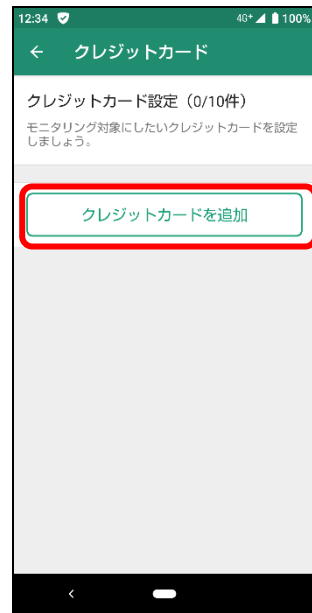 12:34 4G+ 100%
← クレジットカード
クレジットカード設定（0/10件）
モニタリング対象にしたいクレジットカードを設定
しましょう。
クレジットカードを追加